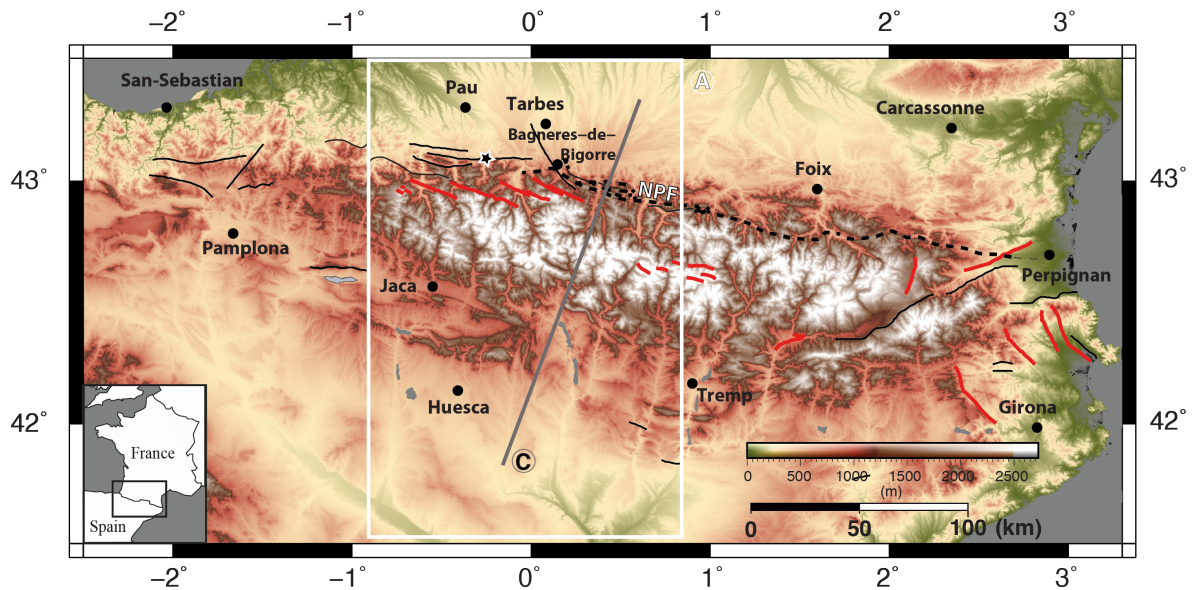 −2° −1° 0° 1° 2° 3°
San-Sebastian
Pau
A
Tarbes
Carcassonne
Bagneres−de−
Bigorre
Foix
43° 43°
NPF
Pamplona
Perpignan
Jaca
Tremp
Huesca
Girona
42° 42°
C
France
Spain
0 500 1000 1500 2000 2500
(m)
0 50 100 (km)
−2° −1° 0° 1° 2° 3°